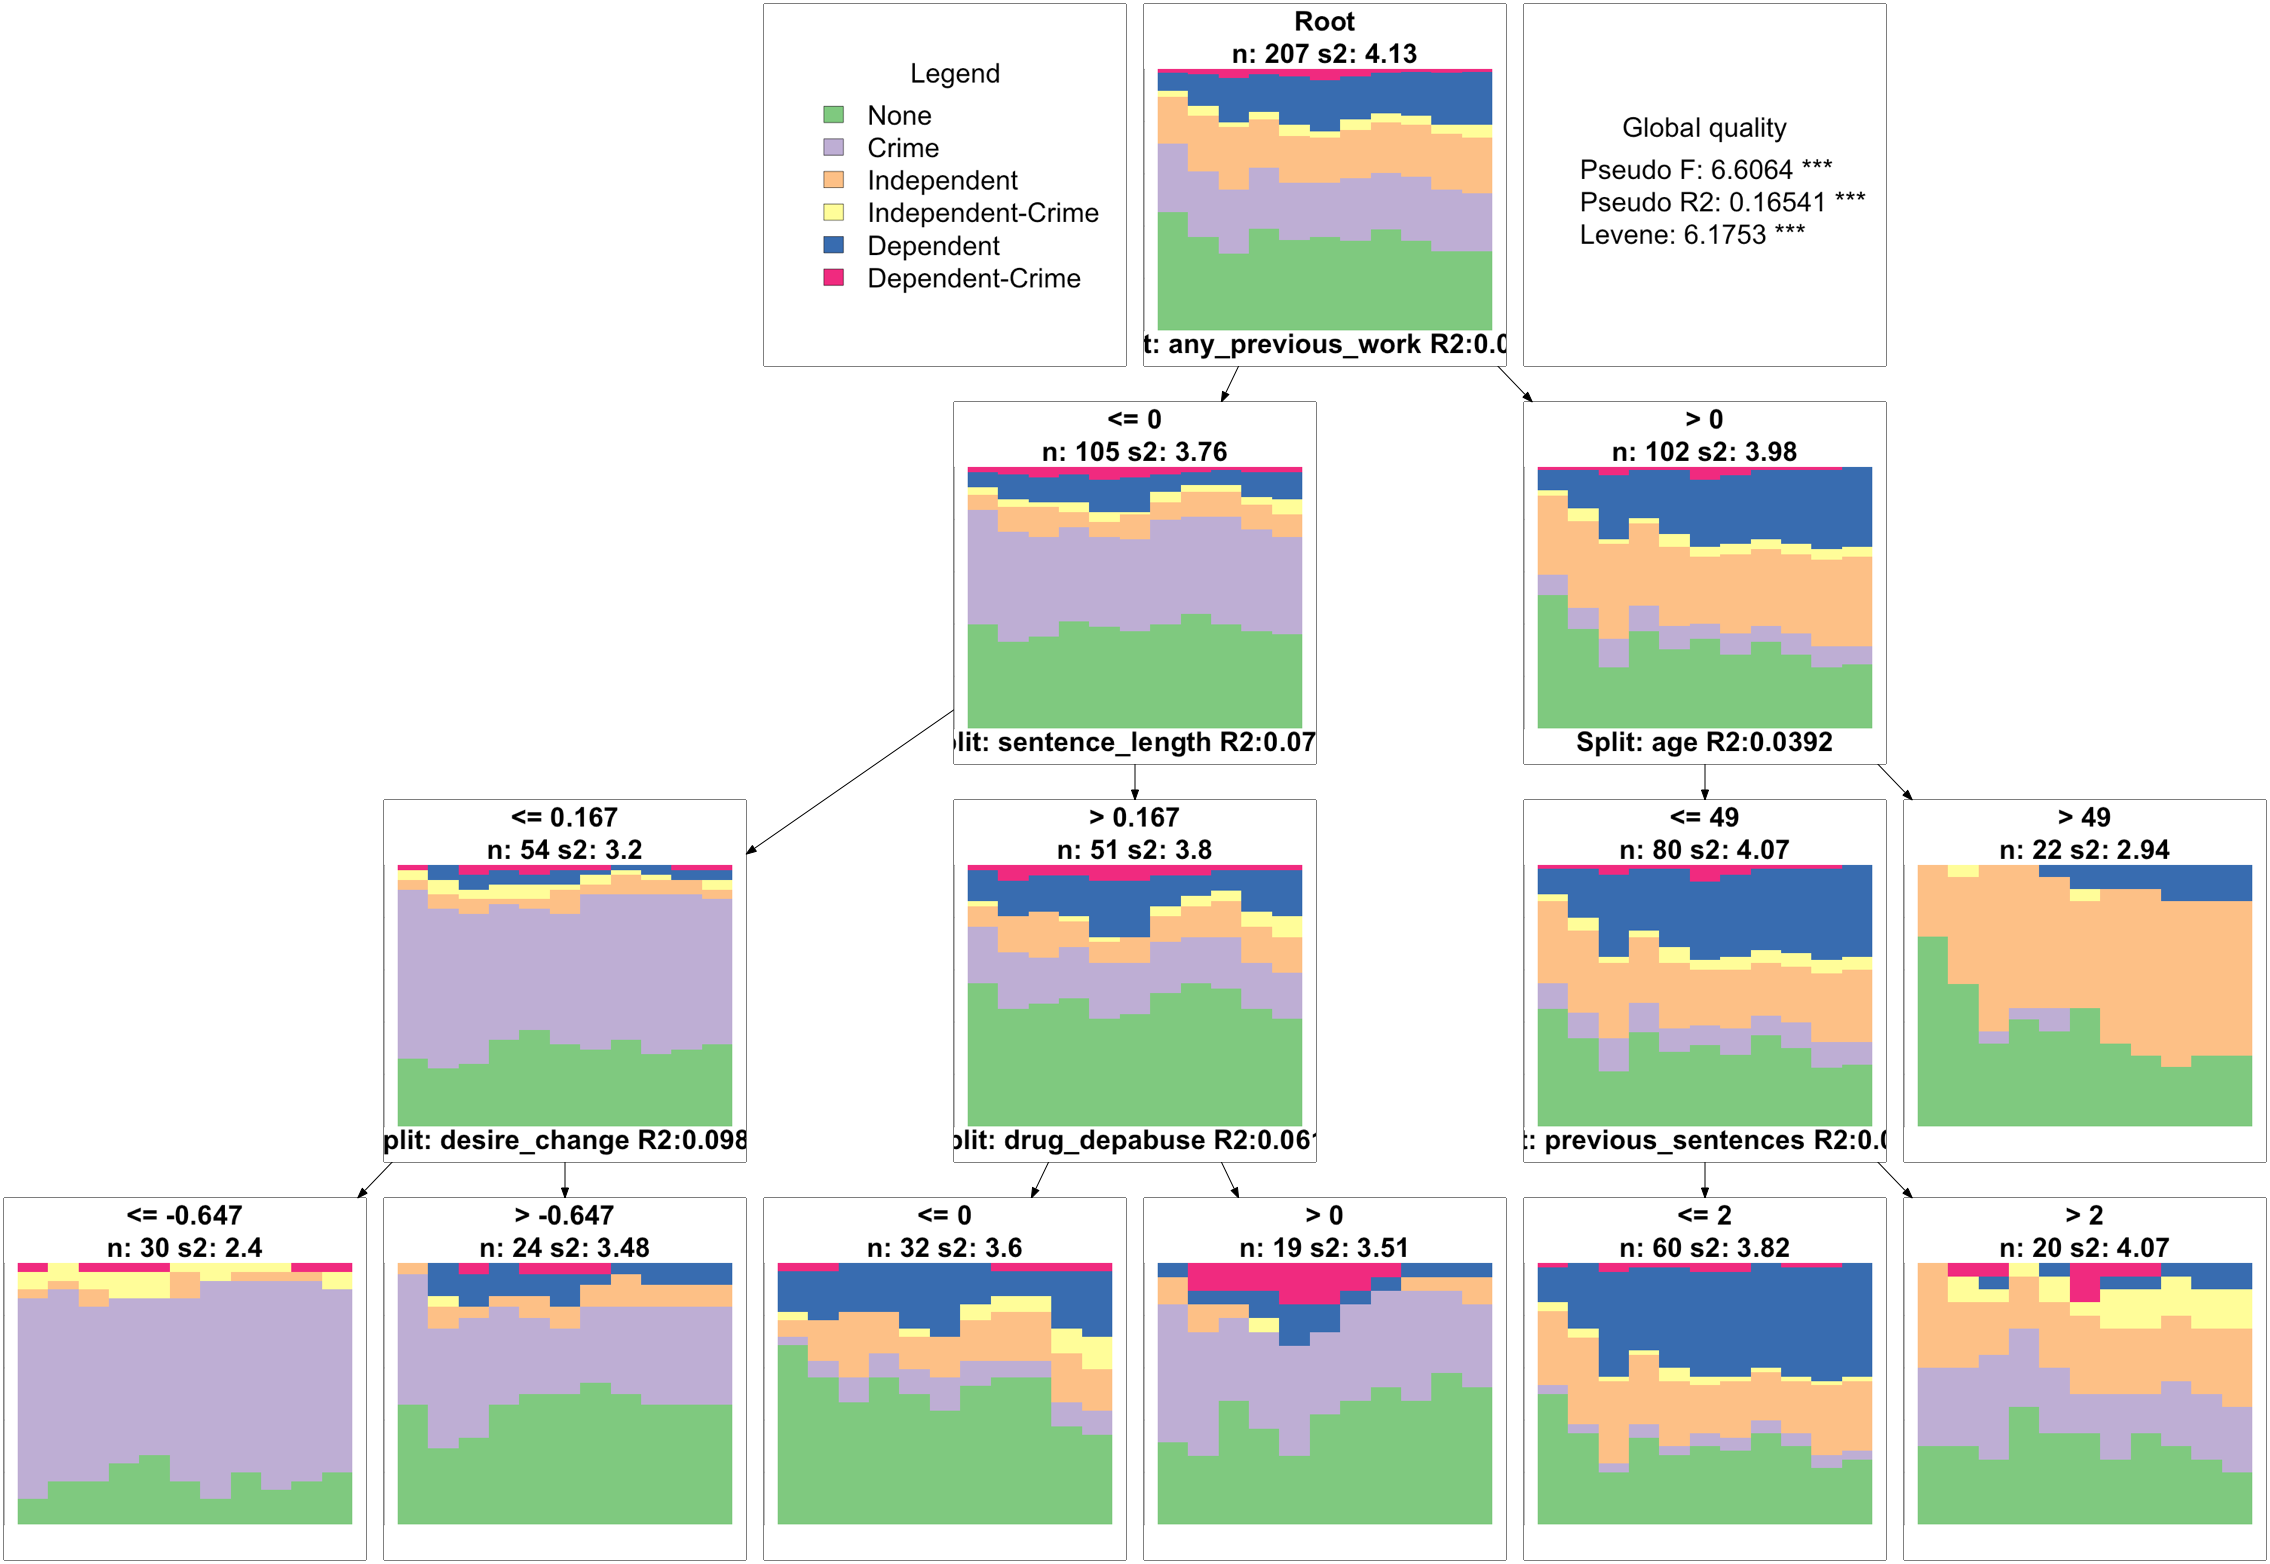 Legend
None
Crime
Independent
Independent-Crime
Dependent
Dependent-Crime
Root
n: 207 s2: 4.13
t: any_previous_work R2:0.0
Global quality
Pseudo F: 6.6064 ***
Pseudo R2: 0.16541 ***
Levene: 6.1753 ***
<= 0
n: 105 s2: 3.76
lit: sentence_length R2:0.07
> 0
n: 102 s2: 3.98
Split: age R2:0.0392
<= 0.167
n: 54 s2: 3.2
plit: desire_change R2:0.098
> 0.167
n: 51 s2: 3.8
plit: drug_depabuse R2:0.061
<= 49
n: 80 s2: 4.07
t: previous_sentences R2:0.0
> 49
n: 22 s2: 2.94
<= -0.647
n: 30 s2: 2.4
> -0.647
n: 24 s2: 3.48
<= 0
n: 32 s2: 3.6
> 0
n: 19 s2: 3.51
<= 2
n: 60 s2: 3.82
> 2
n: 20 s2: 4.07